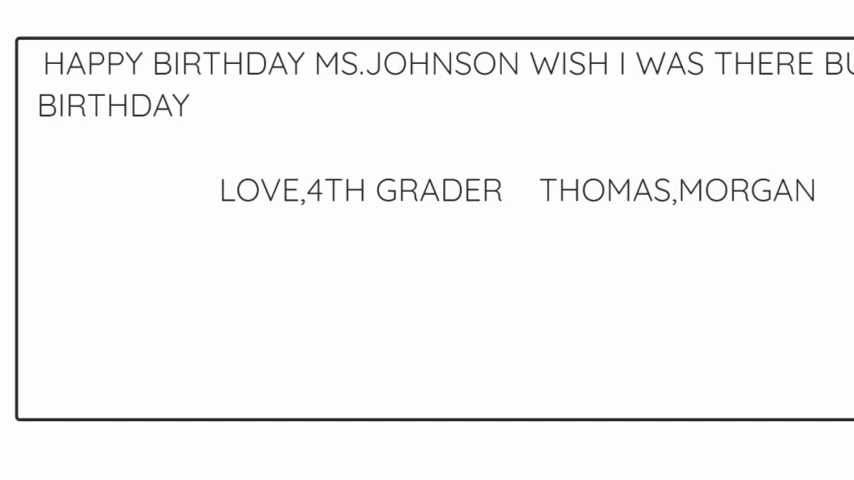 HAPPY BIRTHDAY MS.JOHNSON WISH I WAS THERE
BIRTHDAY
LOVE,4TH GRADER THOMAS,MORGAN